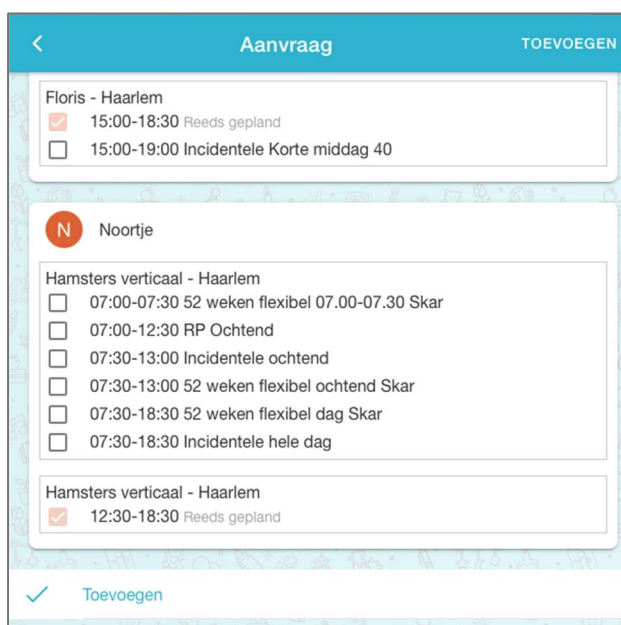 Aanvraag TOEVOEGEN
Floris - Haarlem
15:00-18:30 Reeds gepland
15:00-19:00 Incidentele Korte middag 40
N Noortje
Hamsters verticaal - Haarlem
07:00-07:30 52 weken flexibel 07.00-07.30 Skar
07:00-12:30 RP Ochtend
07:30-13:00 Incidentele ochtend
07:30-13:00 52 weken flexibel ochtend Skar
07:30-18:30 52 weken flexibel dag Skar
07:30-18:30 Incidentele hele dag
Hamsters verticaal - Haarlem
12:30-18:30 Reeds gepland
Toevoegen